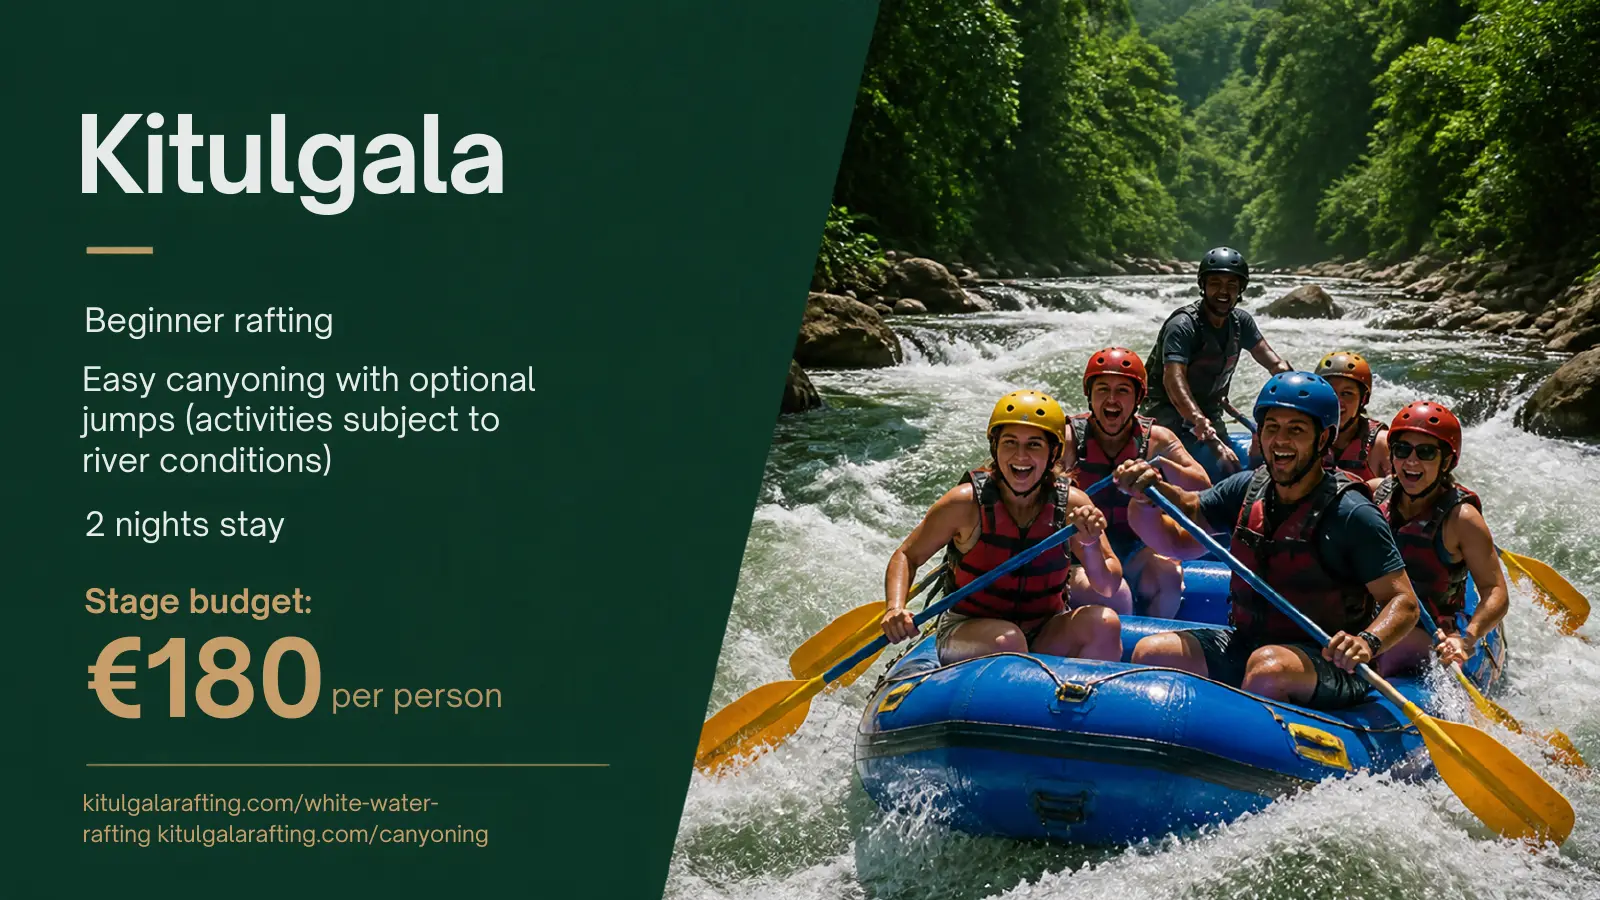 Kitulgala
Beginner rafting
Easy canyoning with optional
jumps (activities subject to
river conditions)
2 nights stay
Stage budget:
€180 per person
kitulgalarafting.com/white-water-
rafting kitulgalarafting.com/canyoning